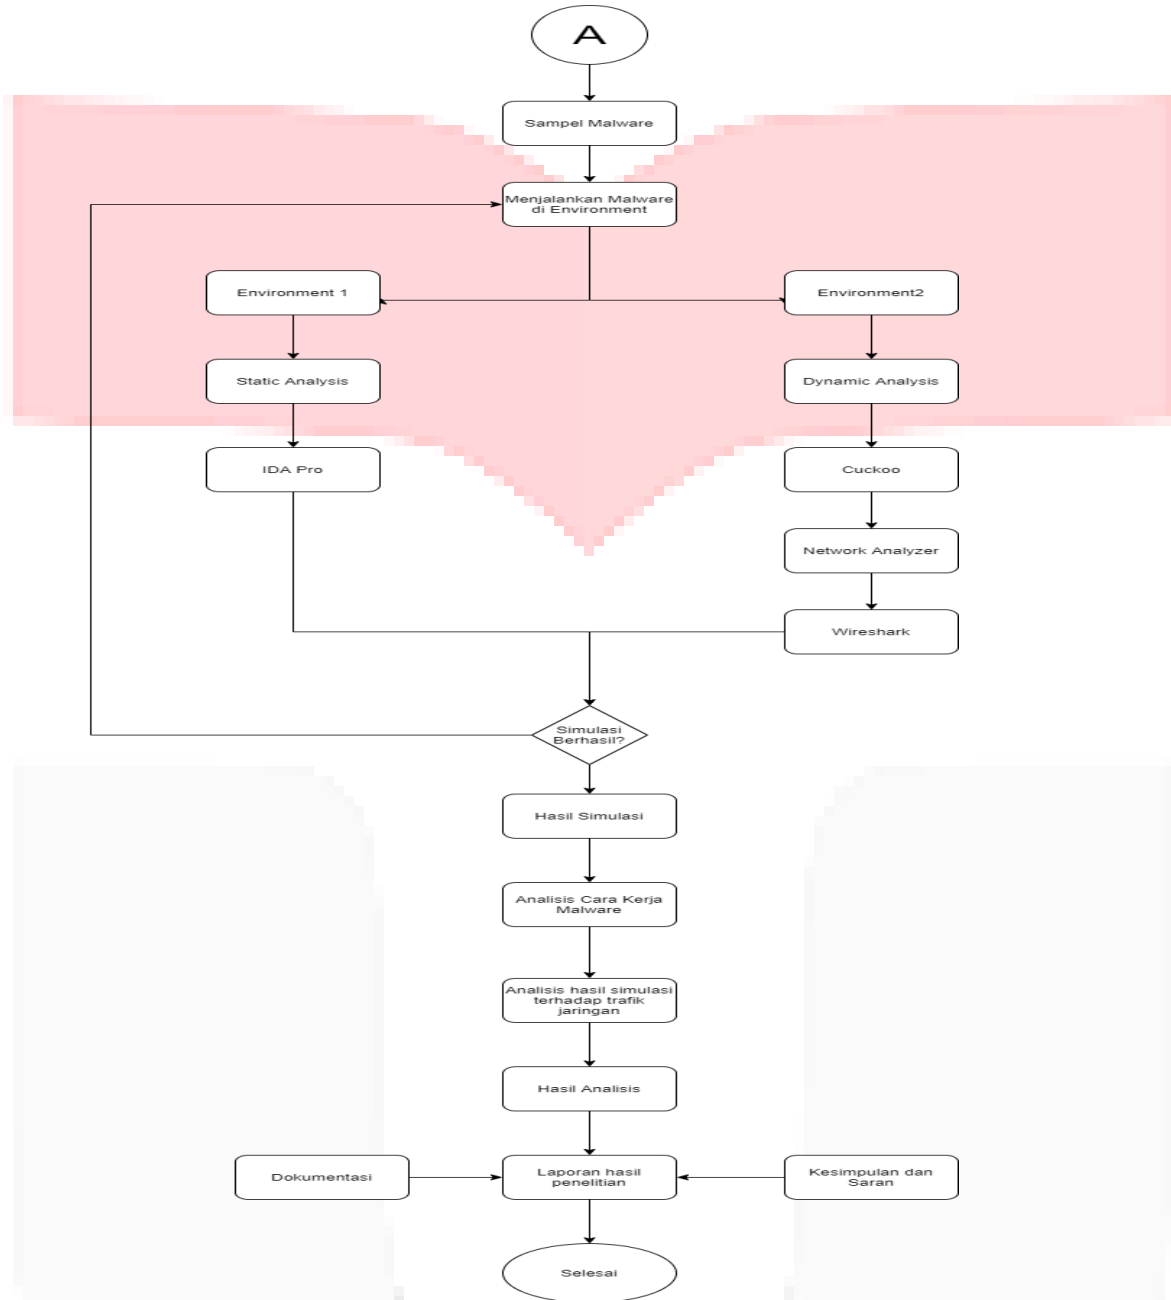 A
Sampel Malware
Menjalankan Malware
di Environment
Environment 1
Environment2
Static Analysis
Dynamic Analysis
IDA Pro
Cuckoo
Network Analyzer
Wireshark
Simulasi
Berhasil?
Hasil Simulasi
Analisis Cara Kerja
Malware
Analisis hasil simulasi
terhadap trafik
jaringan
Hasil Analisis
Dokumentasi
Laporan hasil
penelitian
Kesimpulan dan
Saran
Selesai